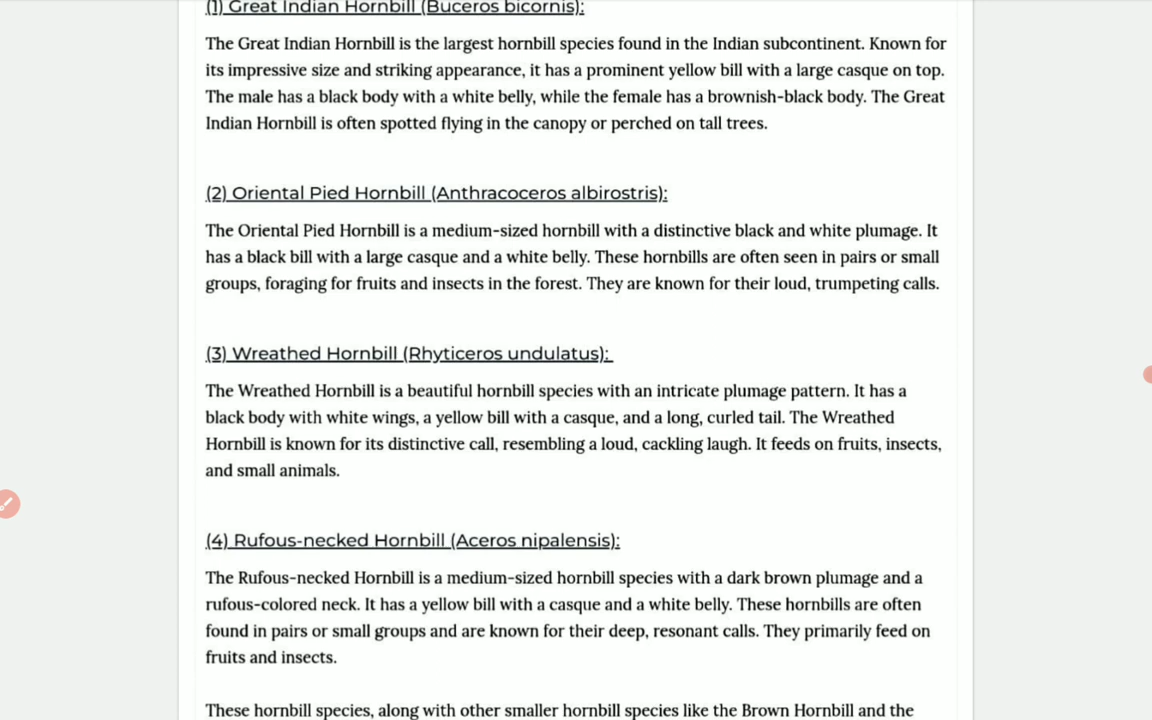 (1) Great Indian Hornbill (Buceros bicornis):
The Great Indian Hornbill is the largest hornbill species found in the Indian subcontinent. Known for
its impressive size and striking appearance, it has a prominent yellow bill with a large casque on top.
The male has a black body with a white belly, while the female has a brownish-black body. The Great
Indian Hornbill is often spotted flying in the canopy or perched on tall trees.
(2) Oriental Pied Hornbill (Anthracoceros albirostris):
The Oriental Pied Hornbill is a medium-sized hornbill with a distinctive black and white plumage. It
has a black bill with a large casque and a white belly. These hornbills are often seen in pairs or small
groups, foraging for fruits and insects in the forest. They are known for their loud, trumpeting calls.
(3) Wreathed Hornbill (Rhyticeros undulatus):
The Wreathed Hornbill is a beautiful hornbill species with an intricate plumage pattern. It has a
black body with white wings, a yellow bill with a casque, and a long, curled tail. The Wreathed
Hornbill is known for its distinctive call, resembling a loud, cackling laugh. It feeds on fruits, insects,
and small animals.
(4) Rufous-necked Hornbill (Aceros nipalensis):
The Rufous-necked Hornbill is a medium-sized hornbill species with a dark brown plumage and a
rufous-colored neck. It has a yellow bill with a casque and a white belly. These hornbills are often
found in pairs or small groups and are known for their deep, resonant calls. They primarily feed on
fruits and insects.
These hornbill species, along with other smaller hornbill species like the Brown Hornbill and the